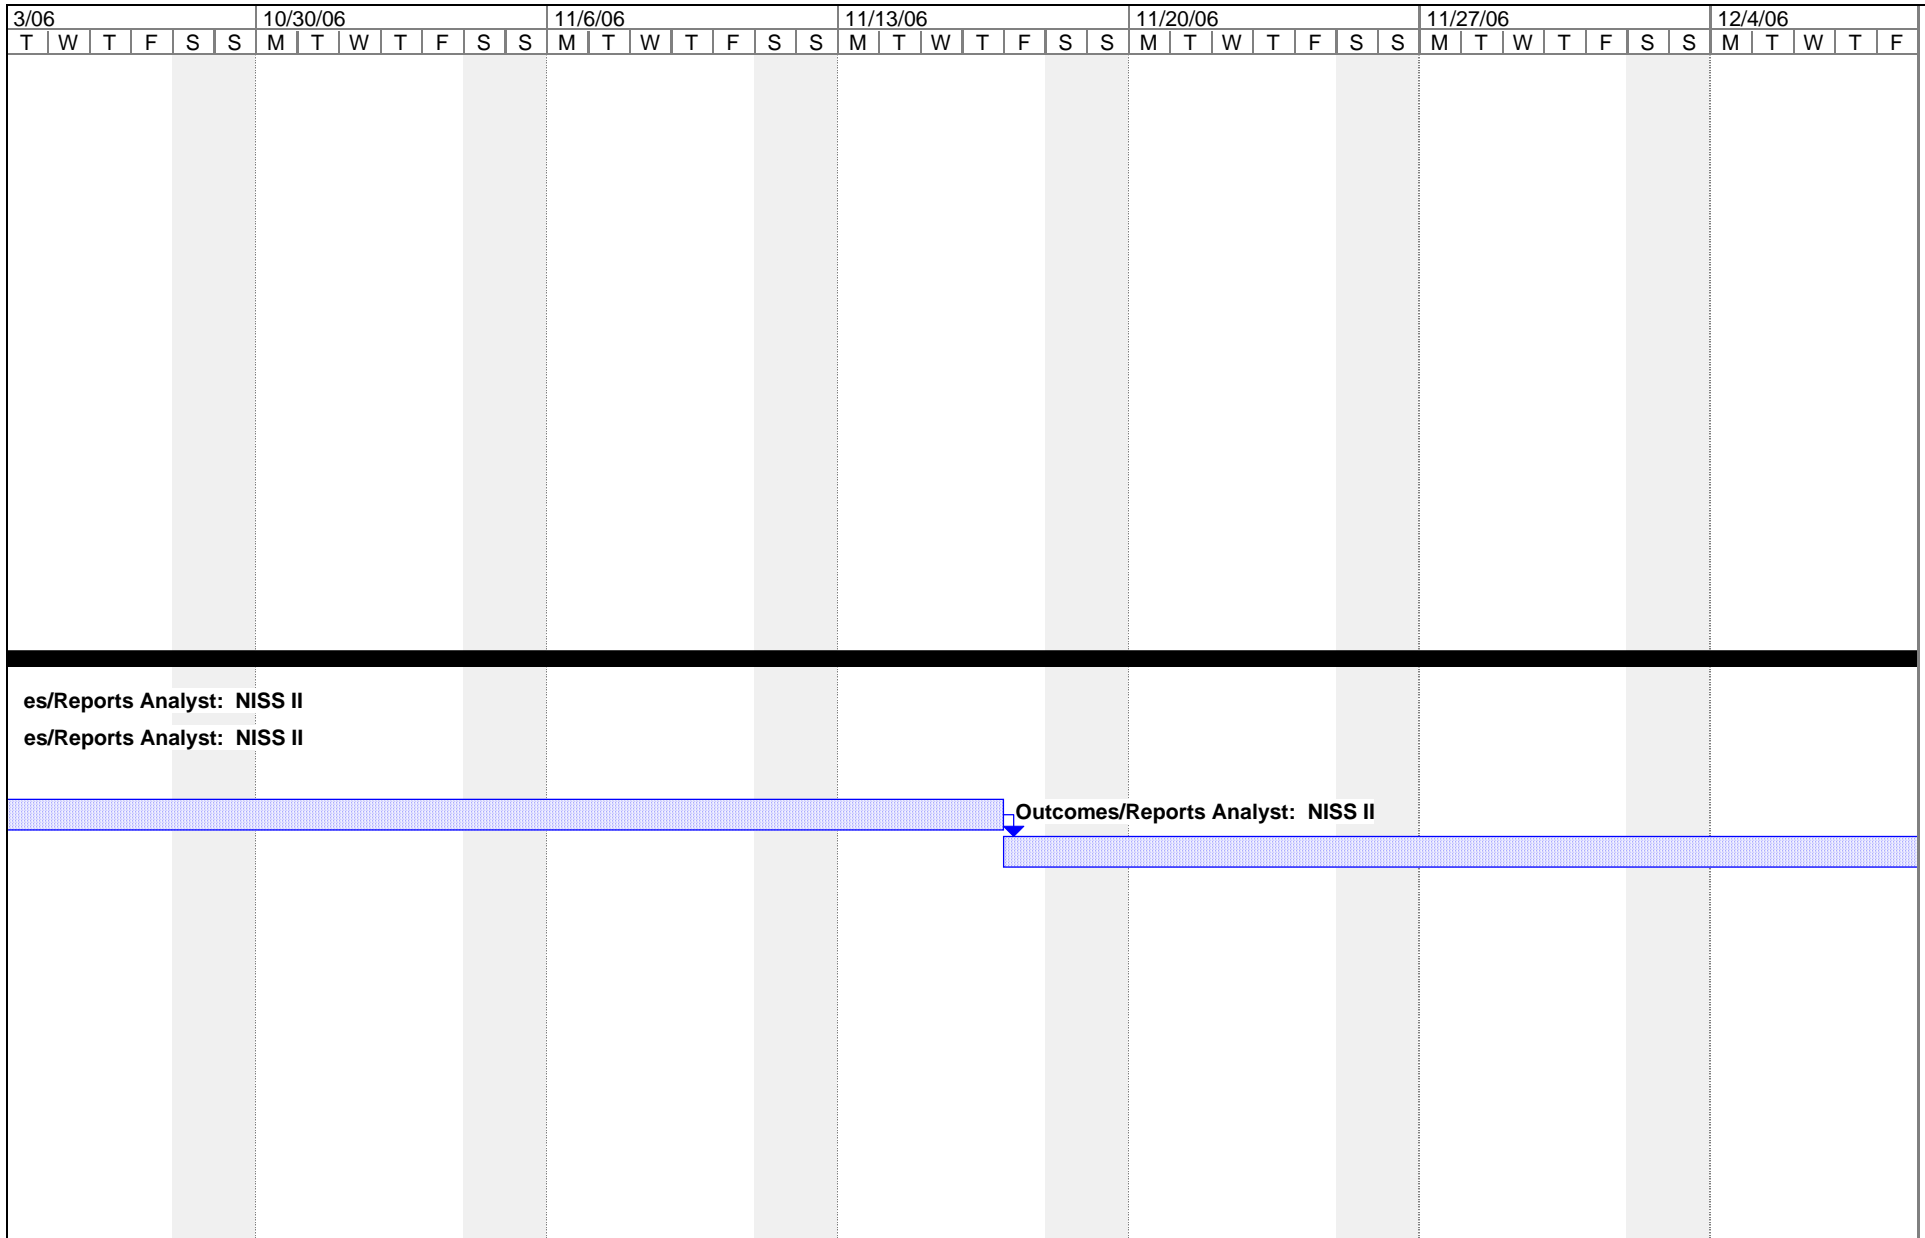 3/06 10/30/06 11/6/06 11/13/06 11/20/06 11/27/06 12/4/06
T W T F S S M T W T F S S M T W T F S S M T W T F S S M T W T F S S M T W T F S S M T W T F
es/Reports Analyst: NISS II
es/Reports Analyst: NISS II
Outcomes/Reports Analyst: NISS II